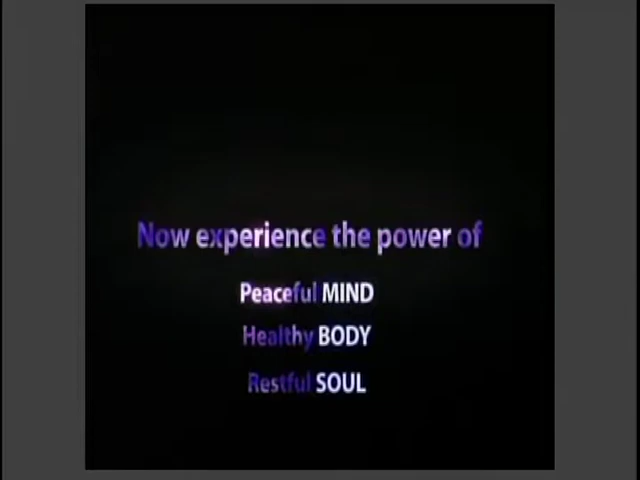 Now experience the power of
Peaceful MIND
Healthy BODY
Restful SOUL